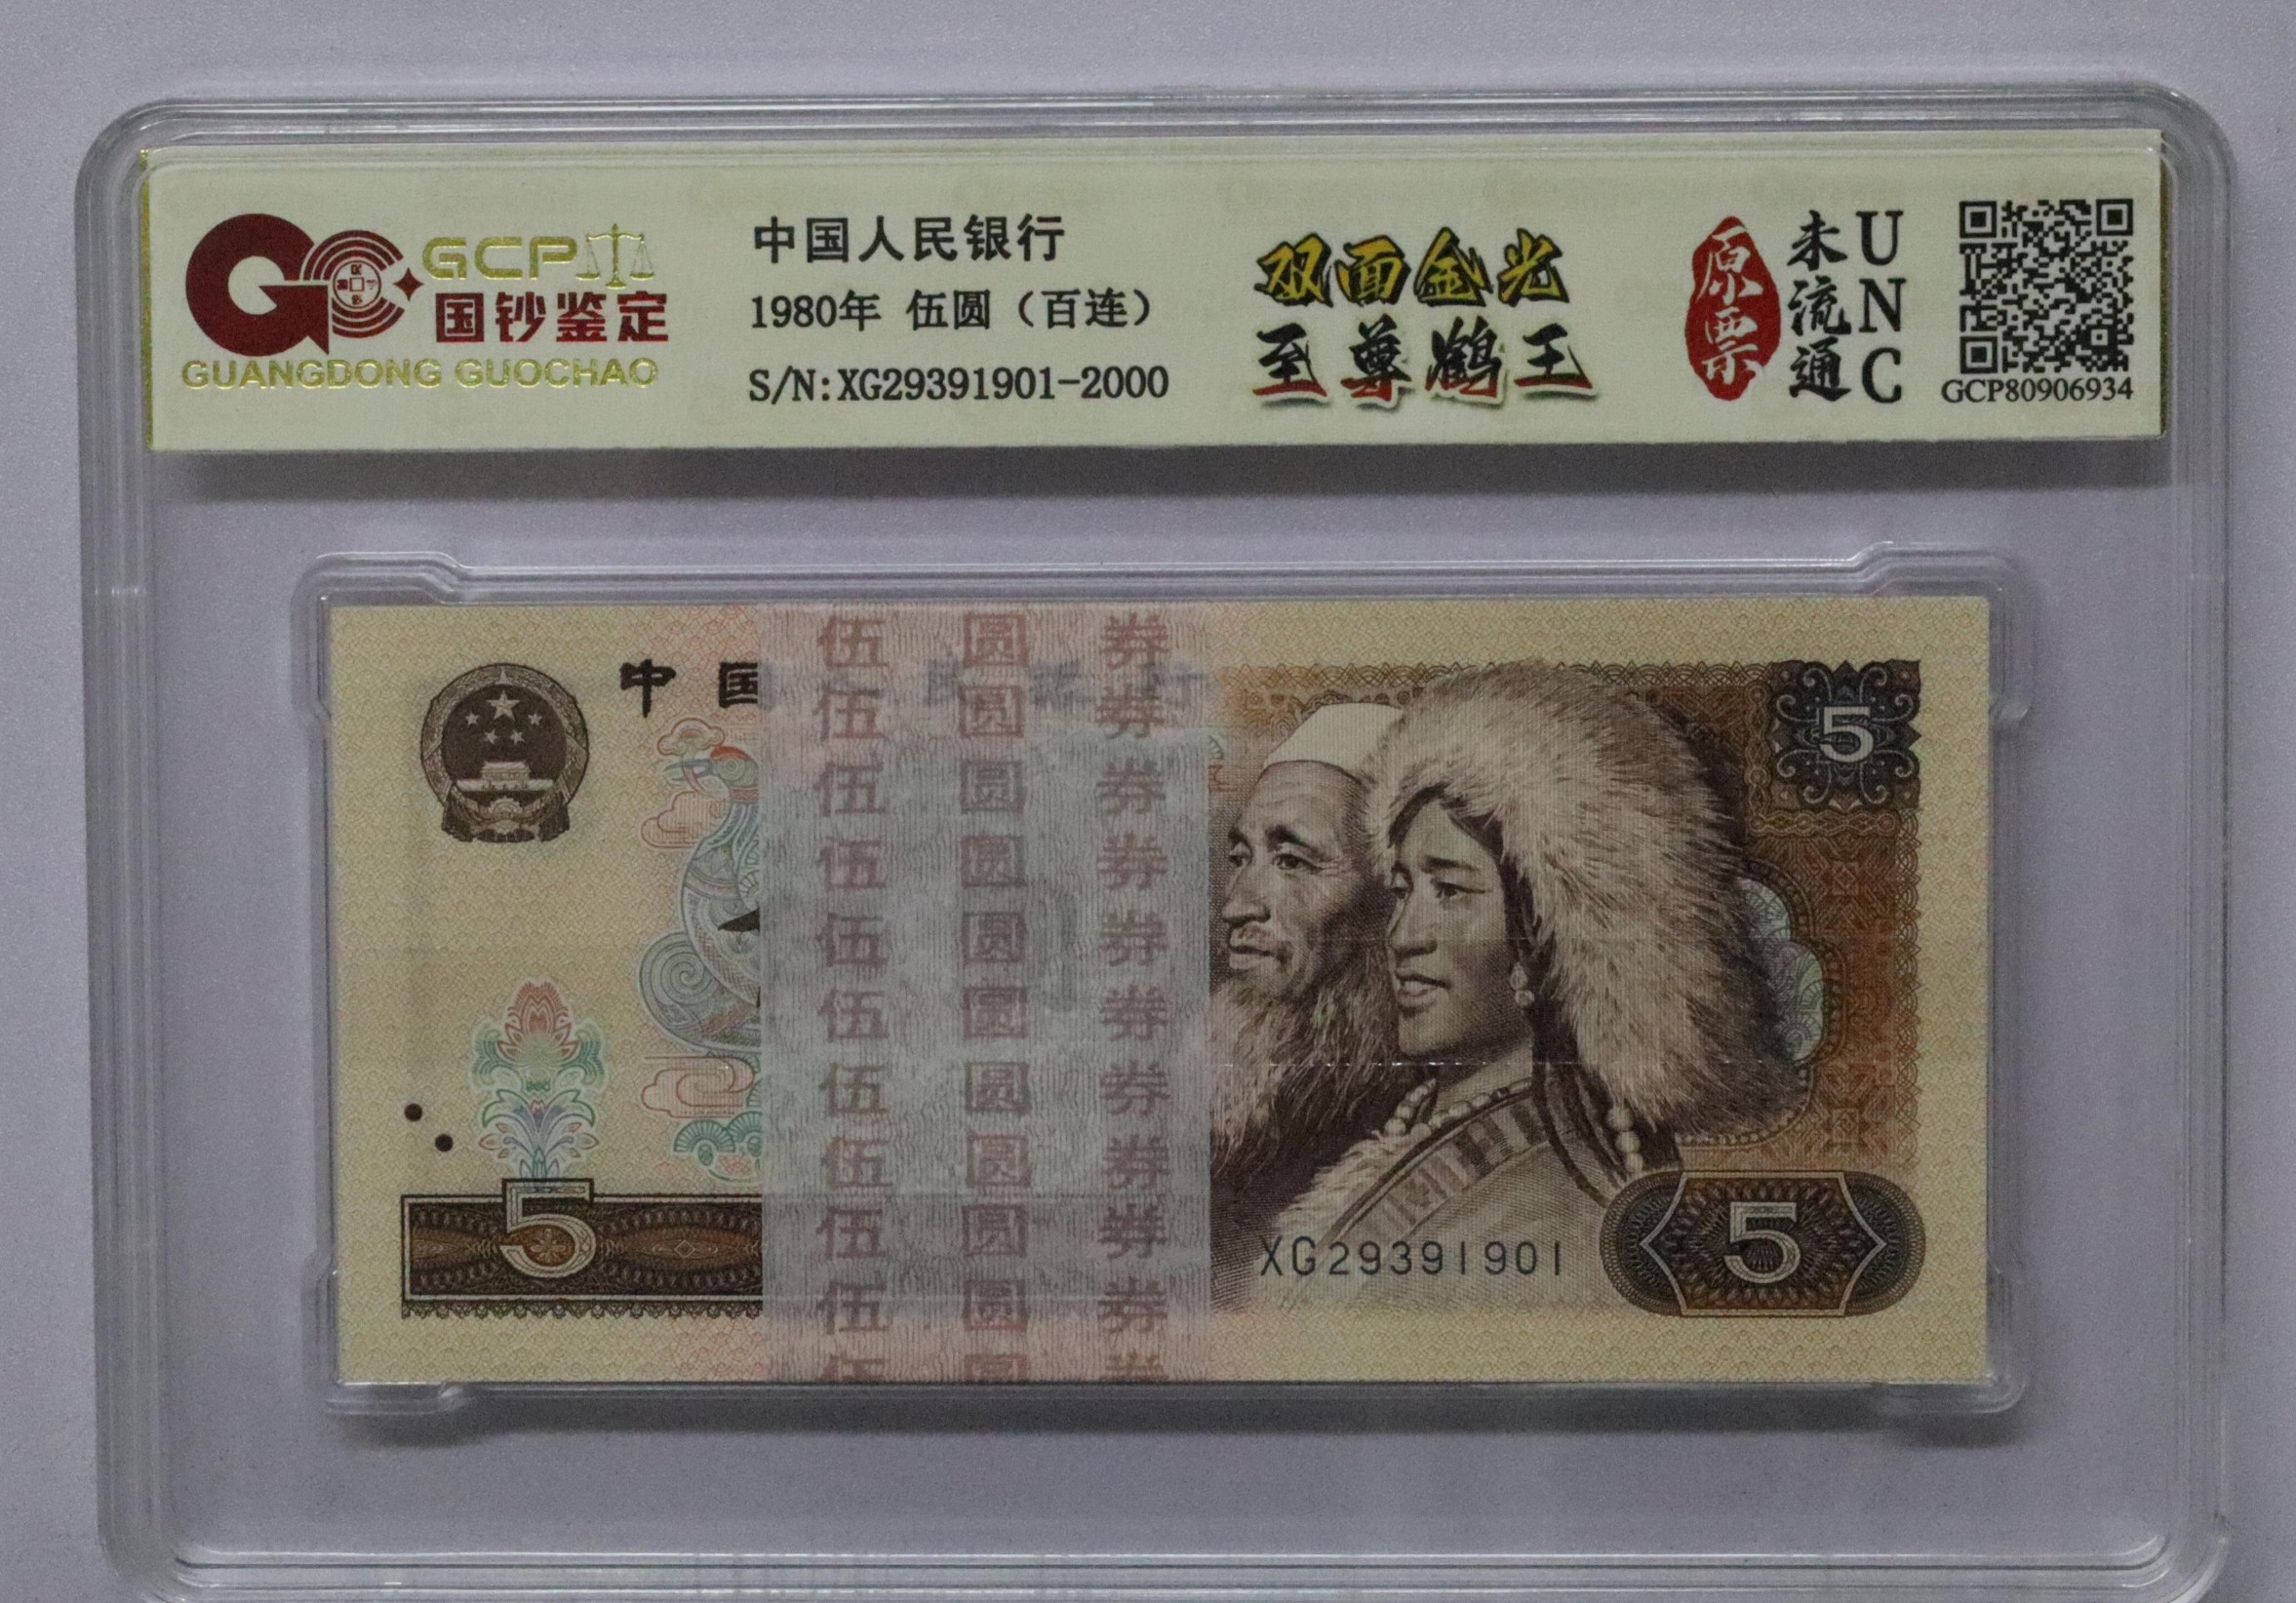 GCP
国钞鉴定
GUANGDONG GUOCHAO
中国人民银行
1980年 伍圆（百连）
S/N:XG29391901-2000
双面金光
至尊鹤王
原票
未流通
UNC
GCP80906934
中国
伍 圆 券
伍 圆 券
伍 圆 券
伍 圆 券
伍 圆 券
伍 圆 券
伍 圆 券
伍 圆 券
伍 圆 券
伍 圆 券
伍 圆 券
5
5
XG29391901
5